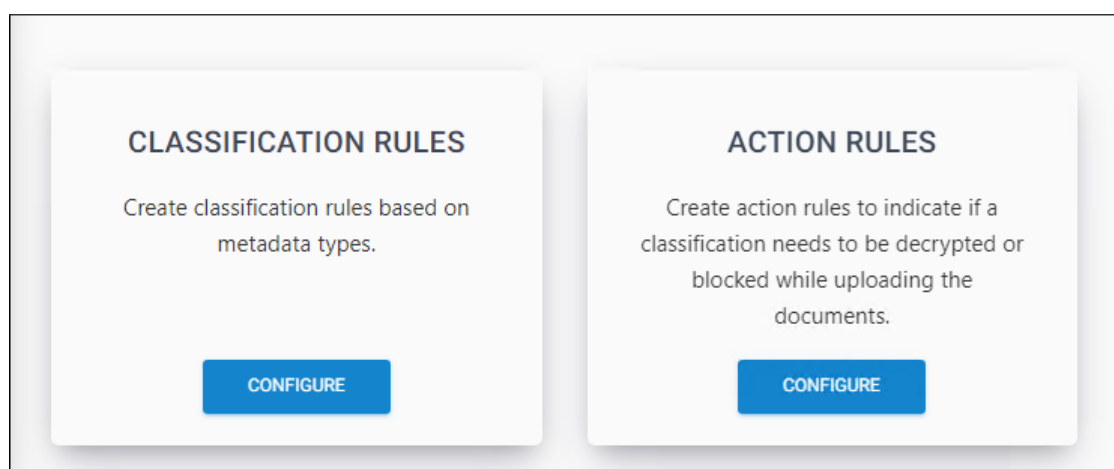 CLASSIFICATION RULES
Create classification rules based on
metadata types.
CONFIGURE
ACTION RULES
Create action rules to indicate if a
classification needs to be decrypted or
blocked while uploading the
documents.
CONFIGURE